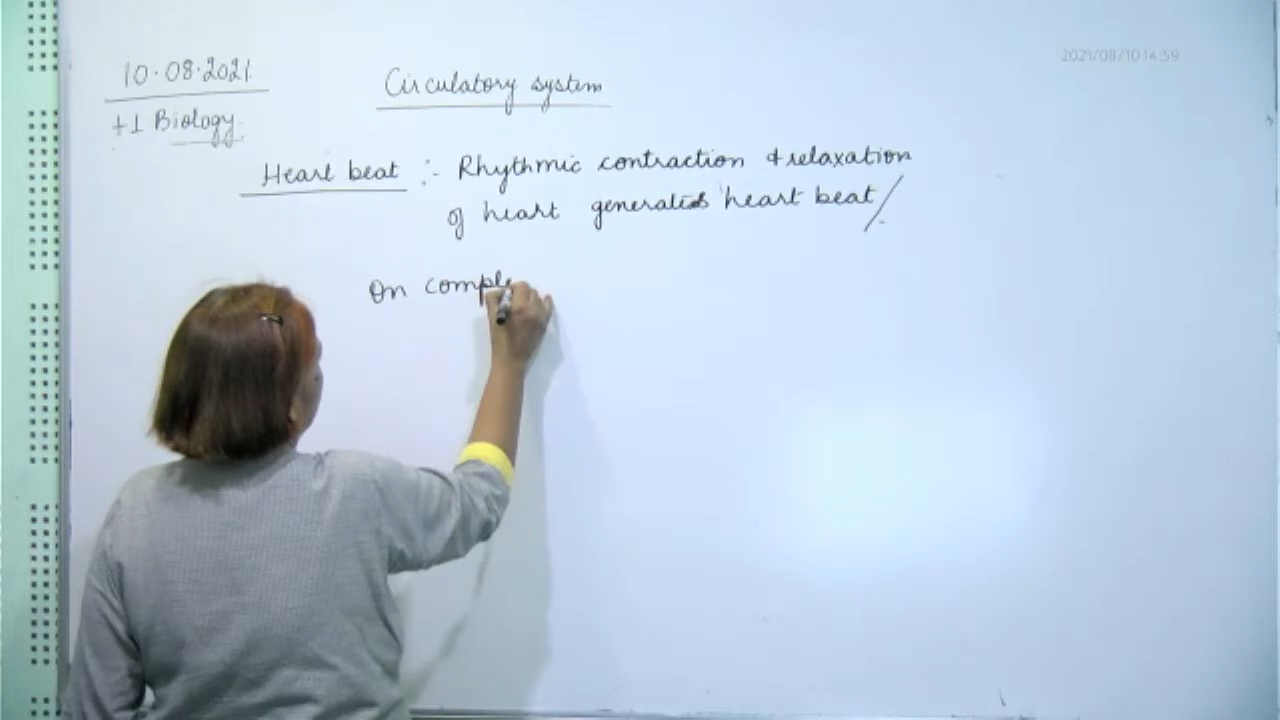 2021/08/10 14:59
10.08.2021.
Circulatory system
+1 Biology.
Heart beat :- Rhythmic contraction & relaxation
of heart generates heart beat/.
On comple